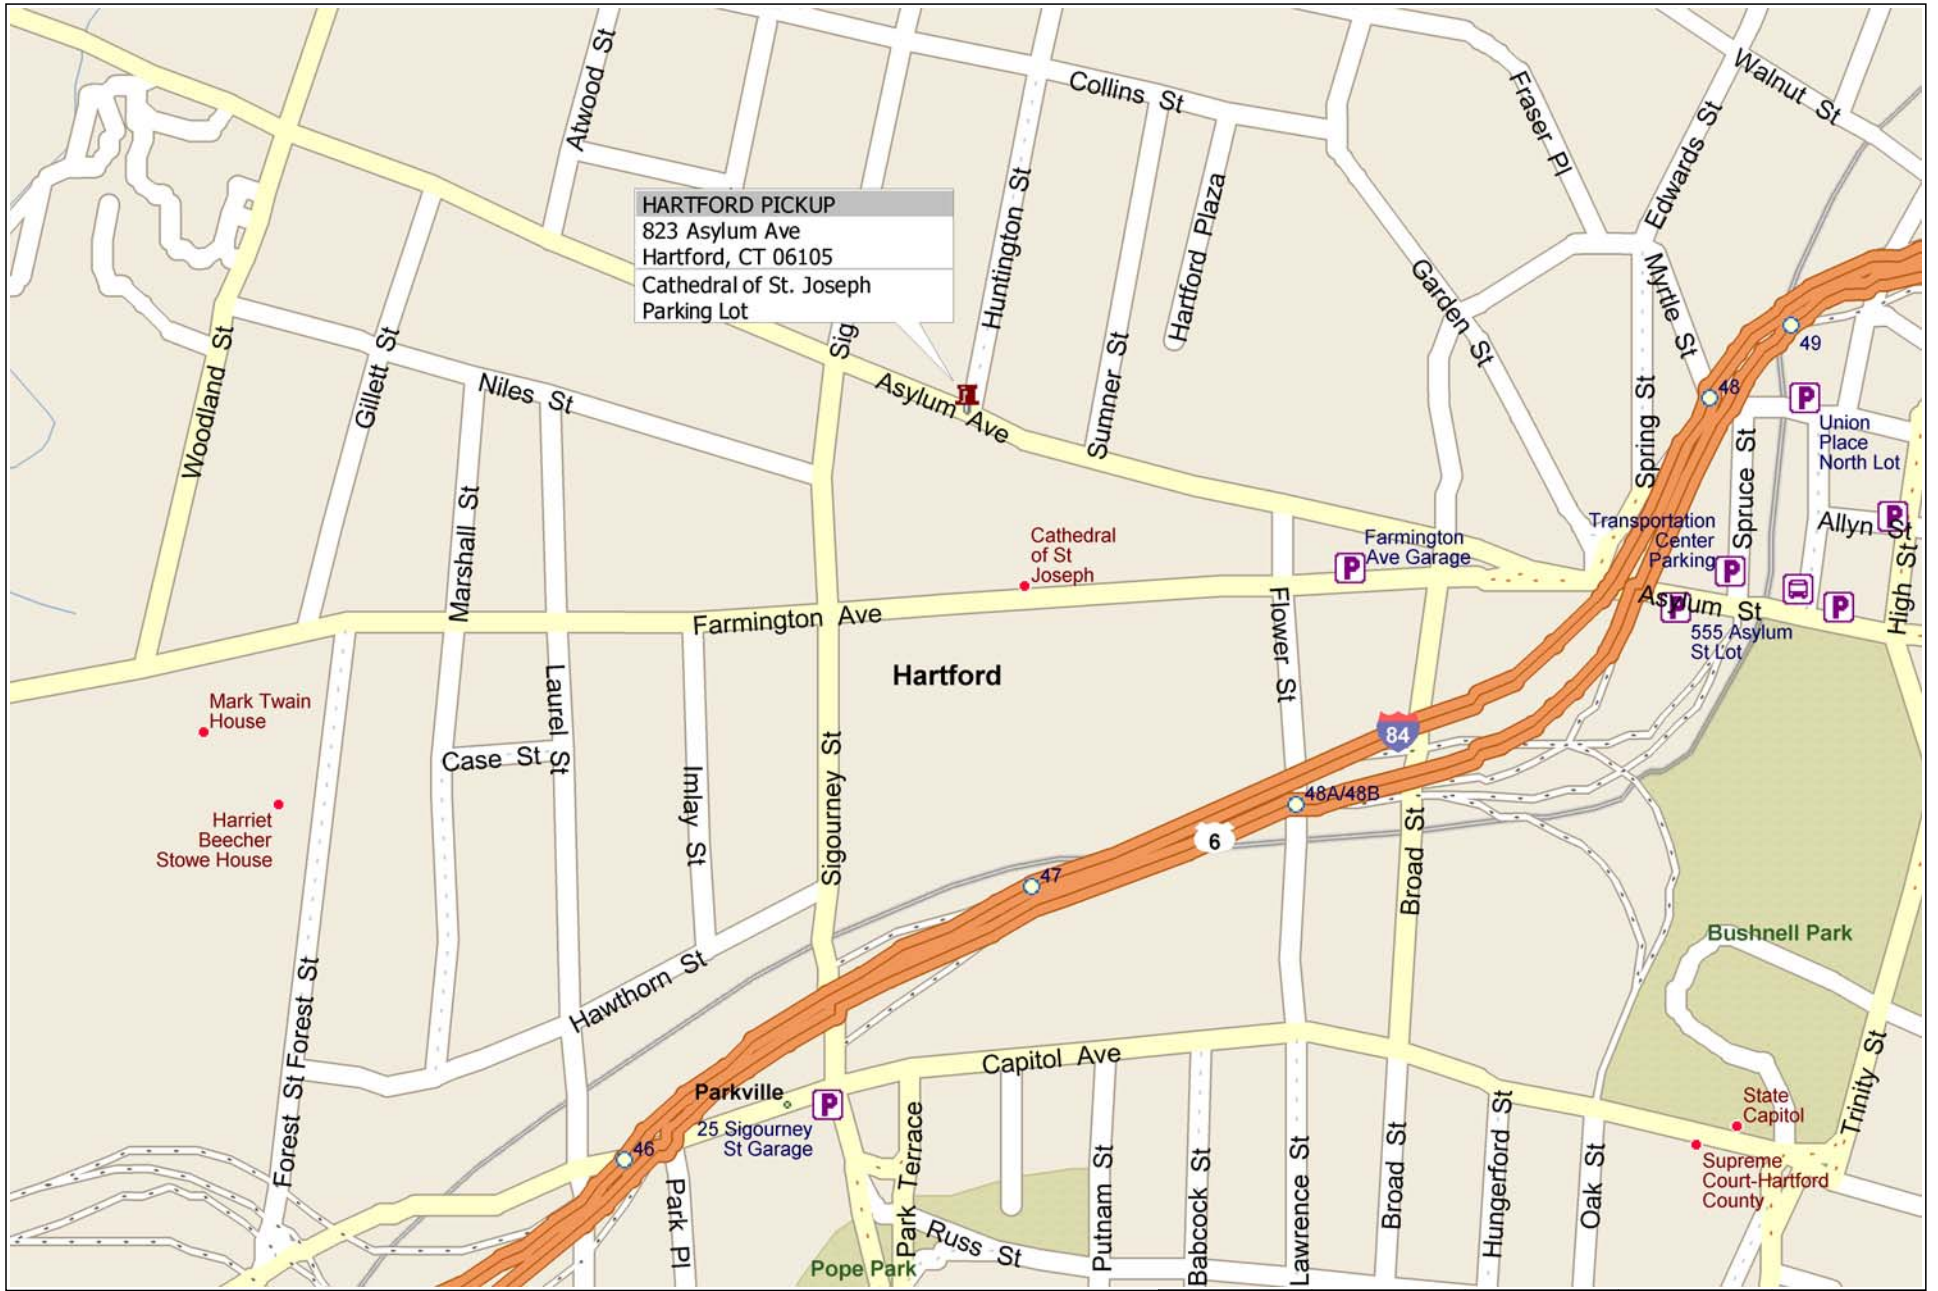 Atwood St
Collins St
Walnut St
Fraser Pl
Edwards St
HARTFORD PICKUP
823 Asylum Ave
Hartford, CT 06105
Cathedral of St. Joseph
Parking Lot
Huntington St
Hartford Plaza
Garden St
Myrtle St
Woodland St
Gillett St
Niles St
Sig
Asylum Ave
Sumner St
Spring St
49
48
Union
Place
North Lot
Spruce St
Allyn St
High St
Marshall St
Cathedral
of St
Joseph
Farmington
Ave Garage
Transportation
Center
Parking
Asylum St
555 Asylum
St Lot
Farmington Ave
Flower St
Hartford
Mark Twain
House
Laurel St
Case St
Imlay St
Sigourney St
84
48A/48B
6
47
Broad St
Harriet
Beecher
Stowe House
Bushnell Park
Hawthorn St
Forest St
Forest St
Capitol Ave
Parkville
25 Sigourney
St Garage
46
Park Pl
Park Terrace
Pope Park
Russ St
Putnam St
Babcock St
Lawrence St
Broad St
Hungerford St
Oak St
State
Capitol
Supreme
Court-Hartford
County
Trinity St
P
P
P
P
P
P
P